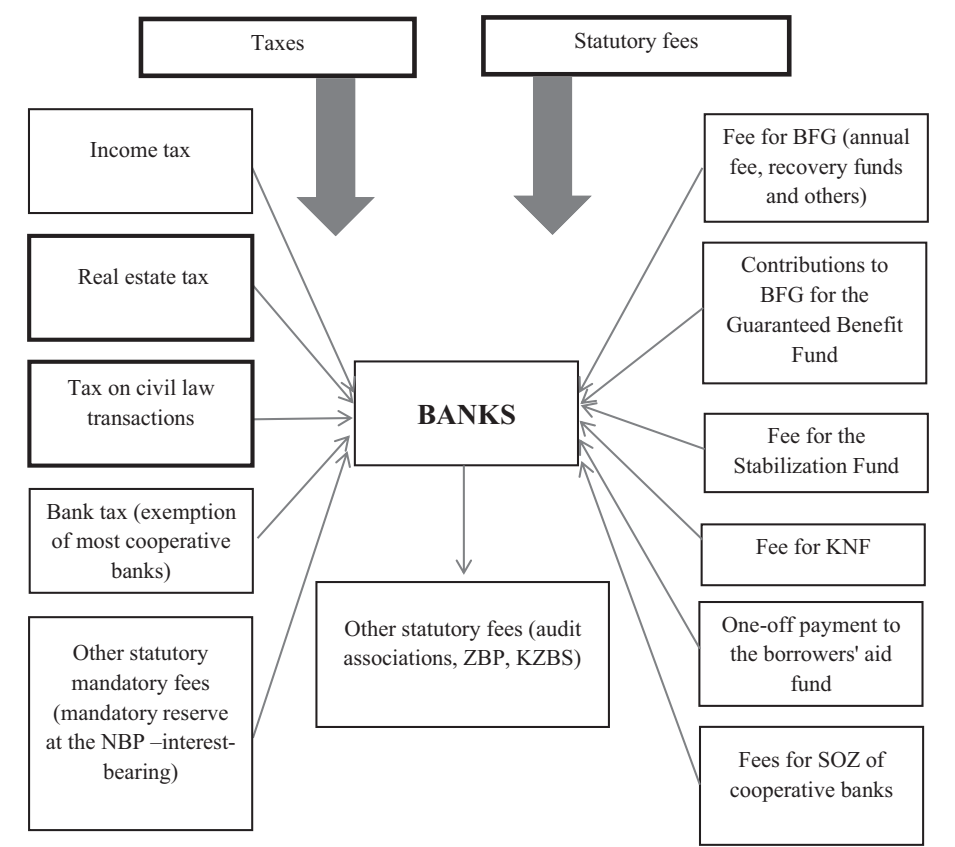 Taxes
Statutory fees
Income tax
Real estate tax
Tax on civil law
transactions
Bank tax (exemption
of most cooperative
banks)
Other statutory
mandatory fees
(mandatory reserve
at the NBP –interest-
bearing)
BANKS
Other statutory fees (audit
associations, ZBP, KZBS)
Fee for BFG (annual
fee, recovery funds
and others)
Contributions to
BFG for the
Guaranteed Benefit
Fund
Fee for the
Stabilization Fund
Fee for KNF
One-off payment to
the borrowers' aid
fund
Fees for SOZ of
cooperative banks